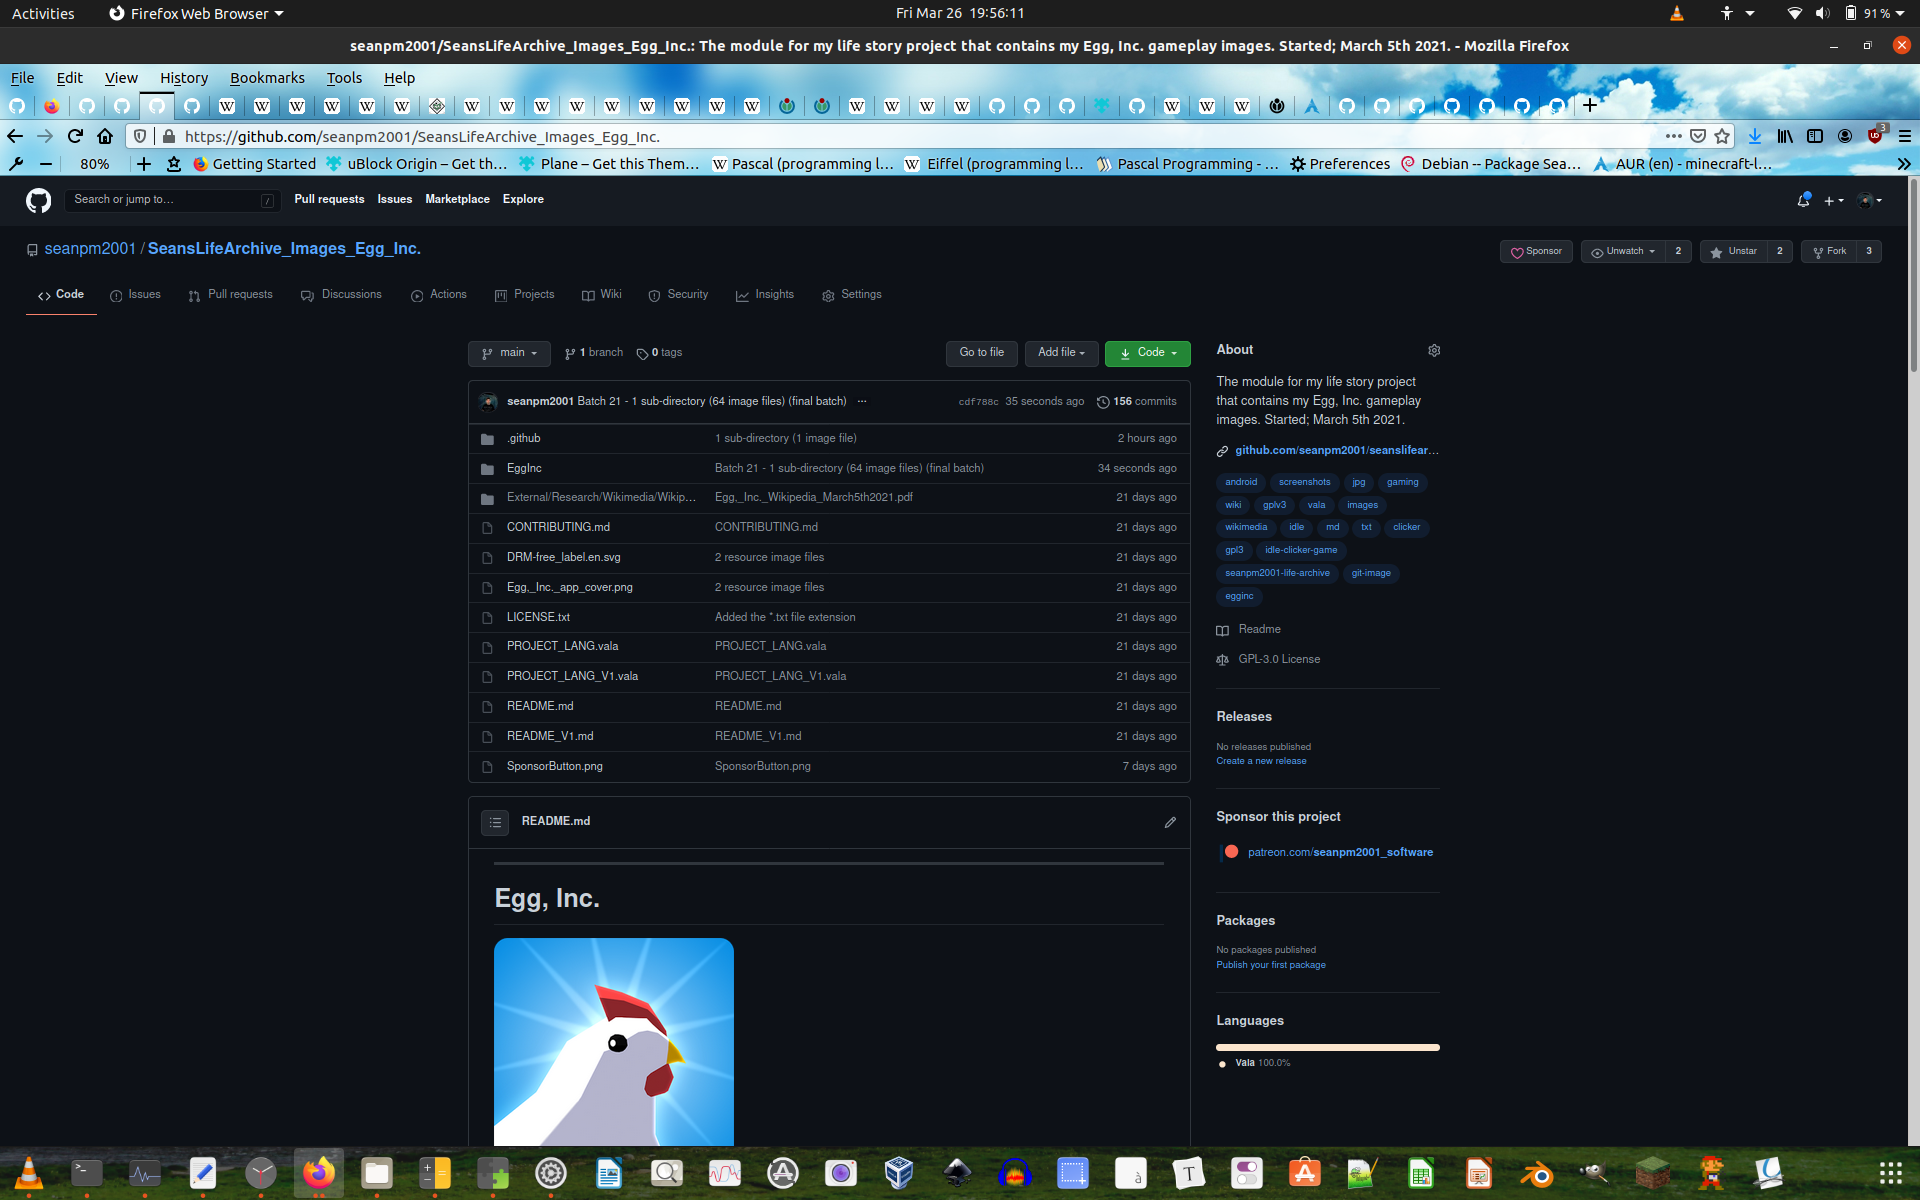 Activities
Firefox Web Browser
Fri Mar 26 19:56:11
91 %
seanpm2001/SeansLifeArchive_Images_Egg_Inc.: The module for my life story project that contains my Egg, Inc. gameplay images. Started; March 5th 2021. - Mozilla Firefox
File Edit View History Bookmarks Tools Help
https://github.com/seanpm2001/SeansLifeArchive_Images_Egg_Inc.
3
80%
Getting Started
uBlock Origin – Get th…
Plane – Get this Them…
Pascal (programming l…
Eiffel (programming l…
Pascal Programming - …
Preferences
Debian -- Package Sea…
AUR (en) - minecraft-l…
Search or jump to…
/
Pull requests Issues Marketplace Explore
seanpm2001 / SeansLifeArchive_Images_Egg_Inc.
Sponsor
Unwatch 2
Unstar 2
Fork 3
Code
Issues
Pull requests
Discussions
Actions
Projects
Wiki
Security
Insights
Settings
main
1 branch
0 tags
Go to file
Add file
Code
seanpm2001 Batch 21 - 1 sub-directory (64 image files) (final batch) …
cdf788c 35 seconds ago
156 commits
.github 1 sub-directory (1 image file) 2 hours ago
EggInc Batch 21 - 1 sub-directory (64 image files) (final batch) 34 seconds ago
External/Research/Wikimedia/Wikip… Egg,_Inc._Wikipedia_March5th2021.pdf 21 days ago
CONTRIBUTING.md CONTRIBUTING.md 21 days ago
DRM-free_label.en.svg 2 resource image files 21 days ago
Egg,_Inc._app_cover.png 2 resource image files 21 days ago
LICENSE.txt Added the *.txt file extension 21 days ago
PROJECT_LANG.vala PROJECT_LANG.vala 21 days ago
PROJECT_LANG_V1.vala PROJECT_LANG_V1.vala 21 days ago
README.md README.md 21 days ago
README_V1.md README_V1.md 21 days ago
SponsorButton.png SponsorButton.png 7 days ago
README.md
Egg, Inc.
About
The module for my life story project
that contains my Egg, Inc. gameplay
images. Started; March 5th 2021.
github.com/seanpm2001/seanslifear…
android screenshots jpg gaming
wiki gplv3 vala images
wikimedia idle md txt clicker
gpl3 idle-clicker-game
seanpm2001-life-archive git-image
egginc
Readme
GPL-3.0 License
Releases
No releases published
Create a new release
Sponsor this project
patreon.com/seanpm2001_software
Packages
No packages published
Publish your first package
Languages
Vala 100.0%